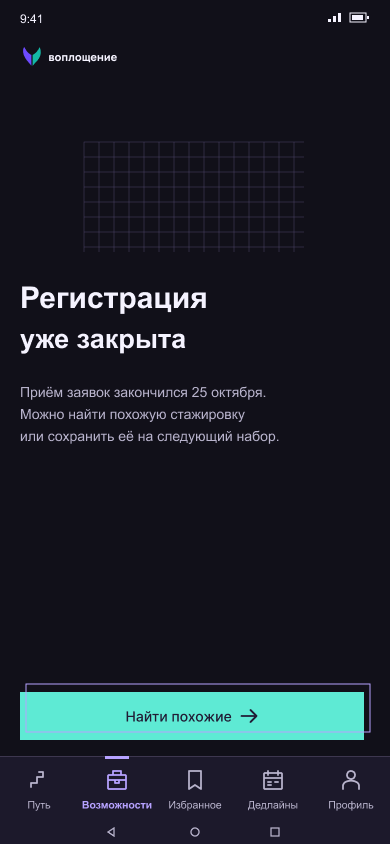 9:41
воплощение
Регистрация
уже закрыта
Приём заявок закончился 25 октября.
Можно найти похожую стажировку
или сохранить её на следующий набор.
Найти похожие →
Путь
Возможности
Избранное
Дедлайны
Профиль